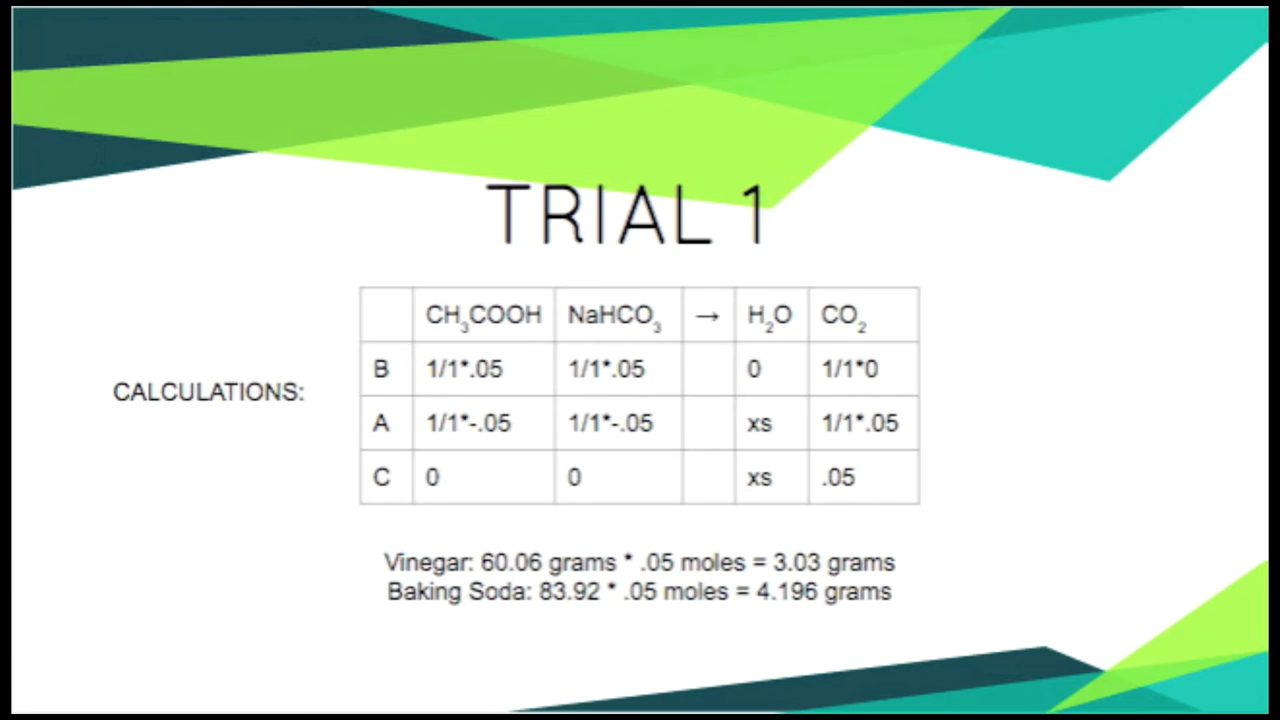 TRIAL 1
CH₃COOH NaHCO₃ → H₂O CO₂
B 1/1*.05 1/1*.05 0 1/1*0
CALCULATIONS:
A 1/1*-.05 1/1*-.05 xs 1/1*.05
C 0 0 xs .05
Vinegar: 60.06 grams * .05 moles = 3.03 grams
Baking Soda: 83.92 * .05 moles = 4.196 grams